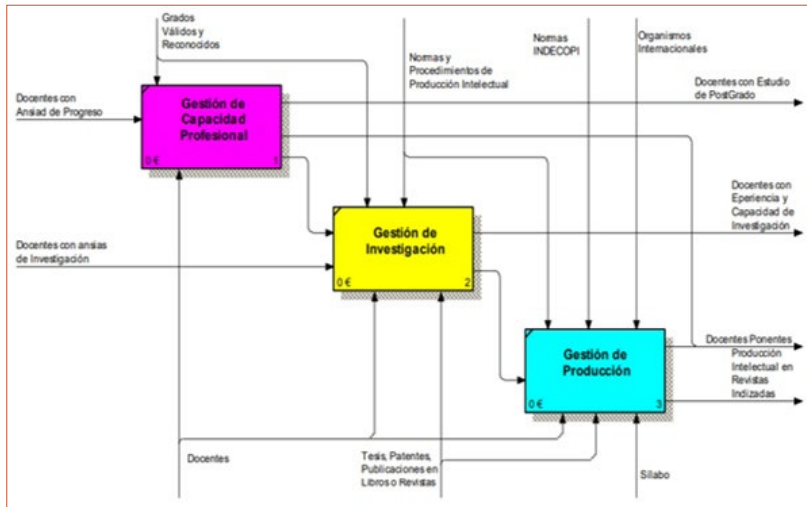 Grados
Válidos y
Reconocidos
Normas y
Procedimientos de
Producción Intelectual
Normas
INDECOPI
Organismos
Internacionales
Docentes con
Ansiad de Progreso
Gestión de
Capacidad
Profesional
0 €
1
Docentes con Estudio
de PostGrado
Docentes con ansias
de Investigación
Gestión de
Investigación
0 €
2
Docentes con
Eperiencia y
Capacidad de
Investigación
Gestión de
Producción
0 €
3
Docentes Ponentes
Producción
Intelectual en
Revistas
Indizadas
Docentes
Tesis, Patentes,
Publicaciones en
Libros o Revistas
Sílabo